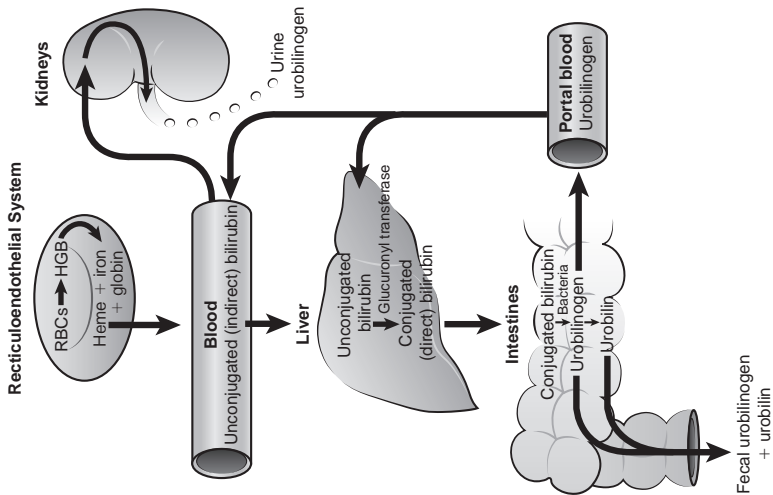 Recticuloendothelial System
RBCs
HGB
Heme + iron
+ globin
Kidneys
Urine
urobilinogen
Blood
Unconjugated (indirect) bilirubin
Liver
Unconjugated
bilirubin
Glucuronyl transferase
Conjugated
(direct) bilirubin
Portal blood
Urobilinogen
Intestines
Conjugated bilirubin
Bacteria
Urobilinogen
Urobilin
Fecal urobilinogen
+ urobilin